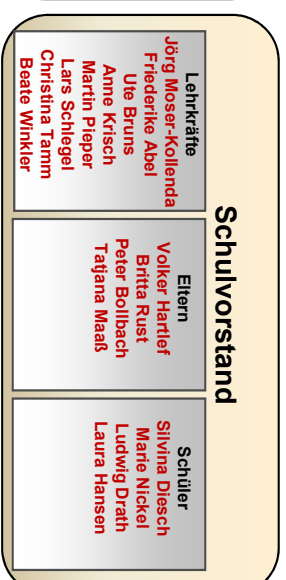 Schulvorstand
Lehrkräfte
Jörg Moser-Kollenda
Friederike Abel
Ute Bruns
Anne Krisch
Martin Pieper
Lars Schlegel
Christina Tamm
Beate Winkler
Eltern
Volker Hartlef
Britta Rust
Peter Bollbach
Tatjana Maaß
Schüler
Silvina Diesch
Marie Nickel
Ludwig Drath
Laura Hansen